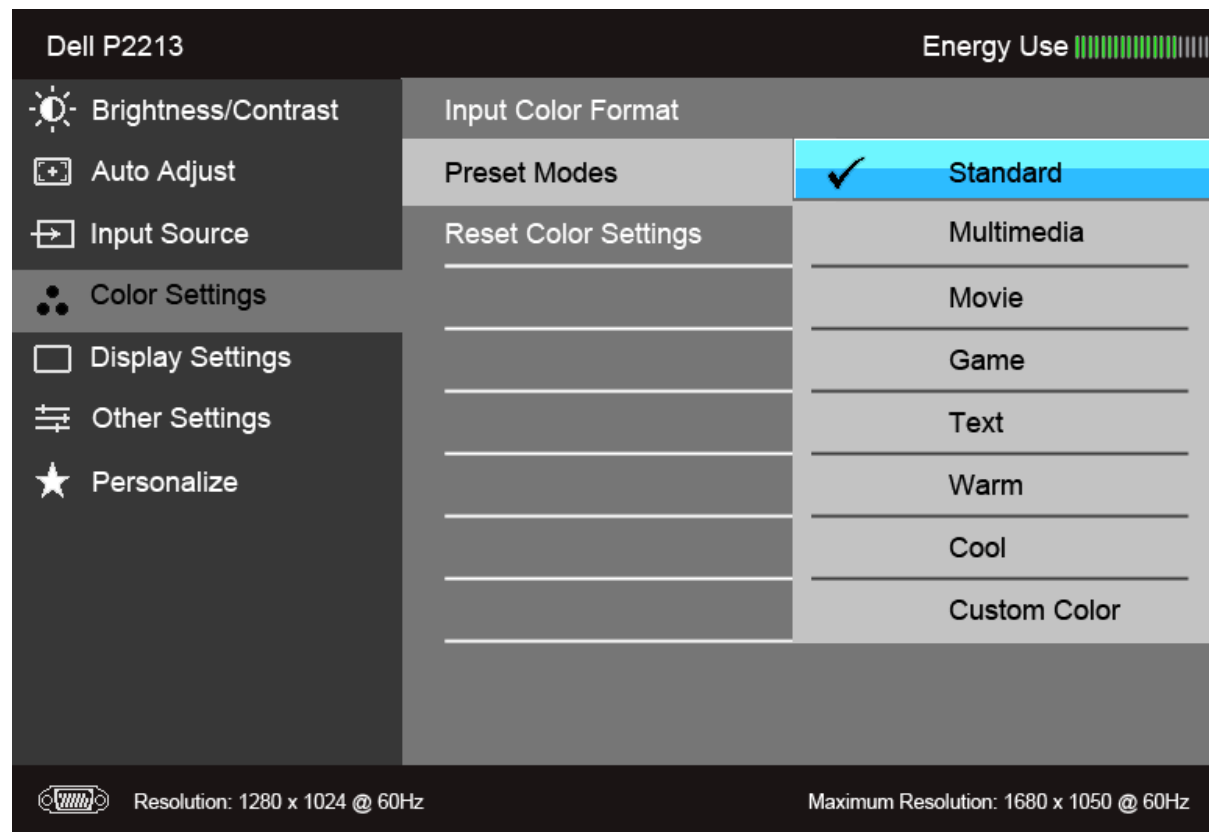 Dell P2213
Energy Use
Brightness/Contrast
Auto Adjust
Input Source
Color Settings
Display Settings
Other Settings
Personalize
Input Color Format
Preset Modes
Reset Color Settings
Standard
Multimedia
Movie
Game
Text
Warm
Cool
Custom Color
Resolution: 1280 x 1024 @ 60Hz
Maximum Resolution: 1680 x 1050 @ 60Hz